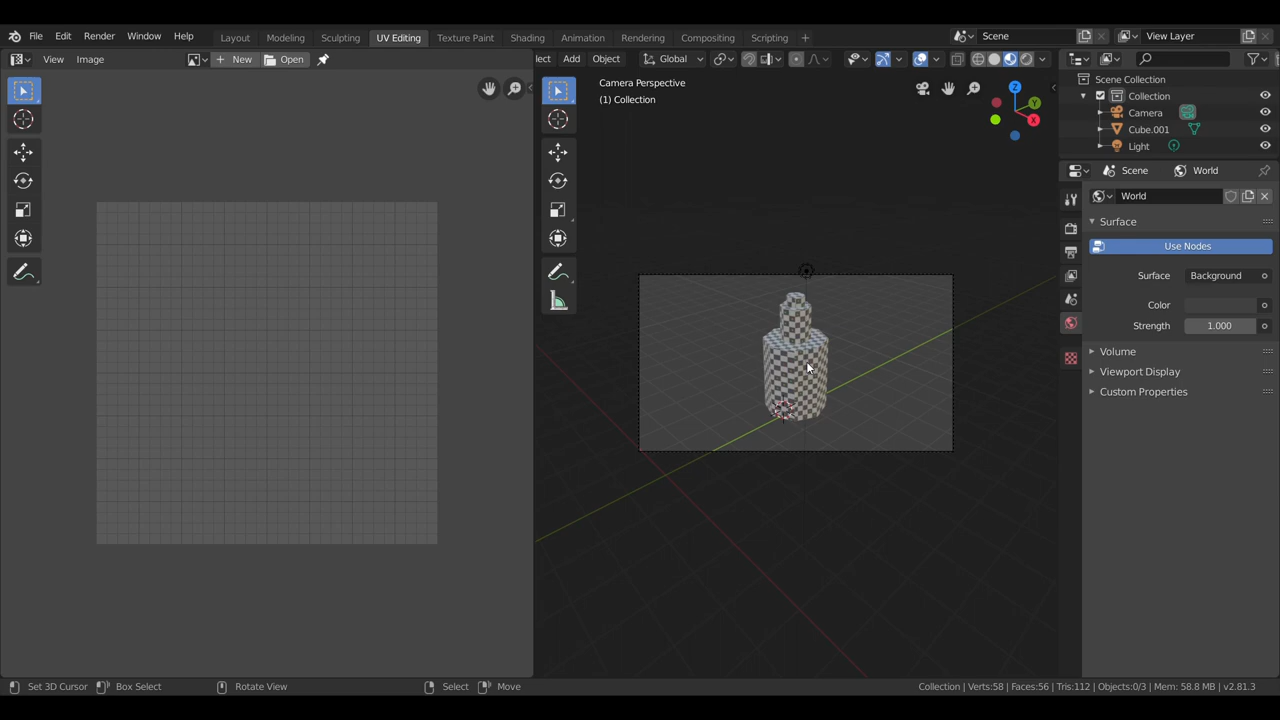 File Edit Render Window Help Layout Modeling Sculpting UV Editing Texture Paint Shading Animation Rendering Compositing Scripting + Scene View Layer
View Image New Open lect Add Object Global
Camera Perspective
(1) Collection
Scene Collection
Collection
Camera
Cube.001
Light
Scene World
World
Surface
Use Nodes
Surface Background
Color
Strength 1.000
Volume
Viewport Display
Custom Properties
Z
Y
X
Set 3D Cursor Box Select Rotate View Select Move Collection | Verts:58 | Faces:56 | Tris:112 | Objects:0/3 | Mem: 58.8 MB | v2.81.3